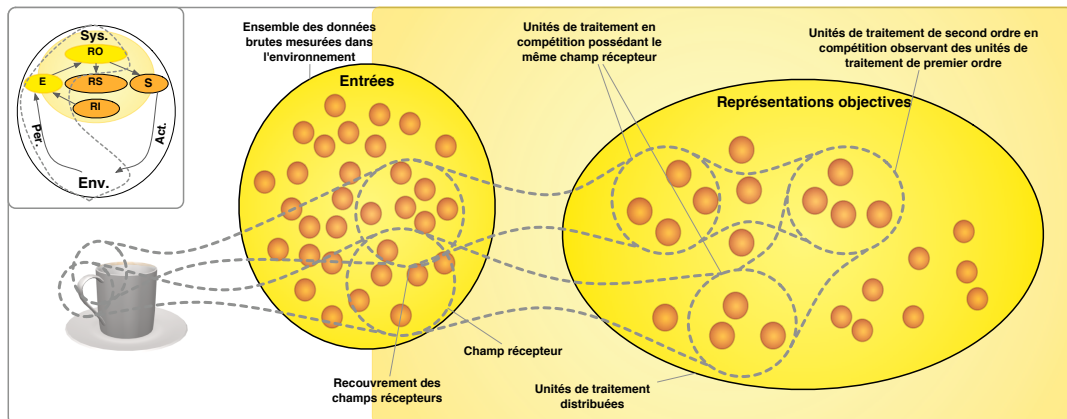 Sys.
RO
E
RS
S
RI
Per.
Act.
Env.
Ensemble des données
brutes mesurées dans
l'environnement
Entrées
Unités de traitement en
compétition possédant le
même champ récepteur
Unités de traitement de second ordre en
compétition observant des unités de
traitement de premier ordre
Représentations objectives
Champ récepteur
Recouvrement des
champs récepteurs
Unités de traitement
distribuées